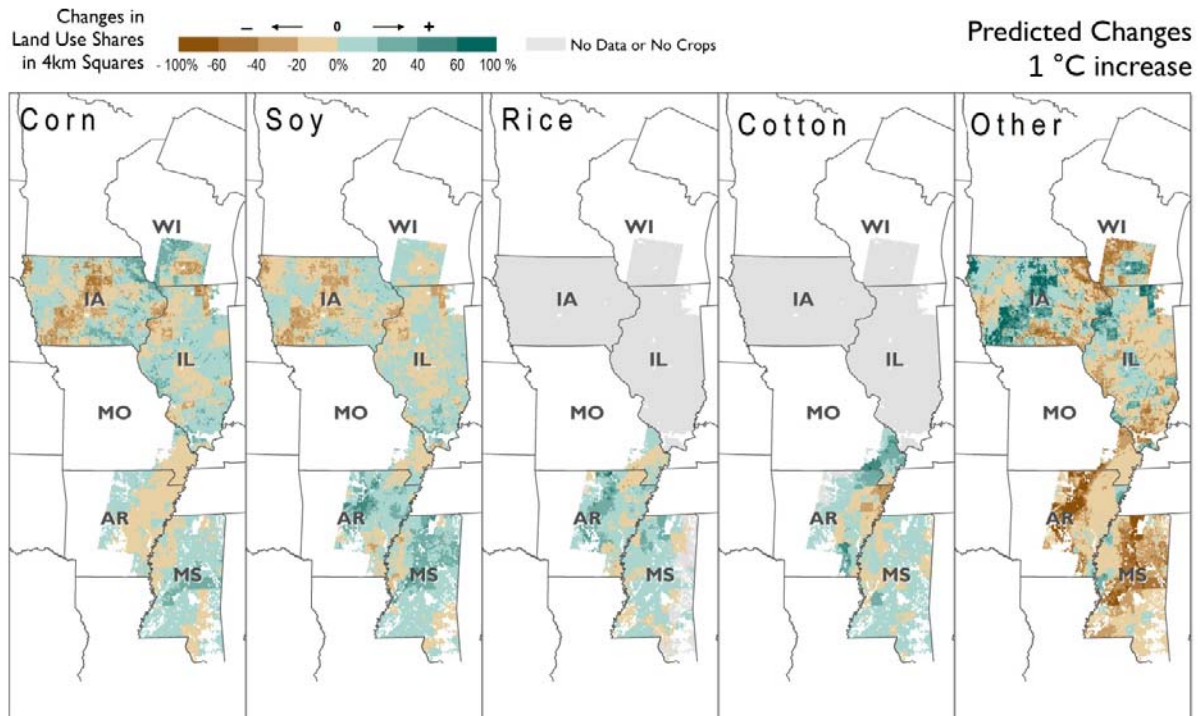 Changes in
Land Use Shares
in 4km Squares
– 0 +
- 100% -60 -40 -20 0% 20 40 60 100 %
No Data or No Crops
Predicted Changes
1 °C increase
Corn
WI
IA
IL
MO
AR
MS
Soy
WI
IA
IL
MO
AR
MS
Rice
WI
IA
IL
MO
AR
MS
Cotton
WI
IA
IL
MO
AR
MS
Other
WI
IA
IL
MO
AR
MS